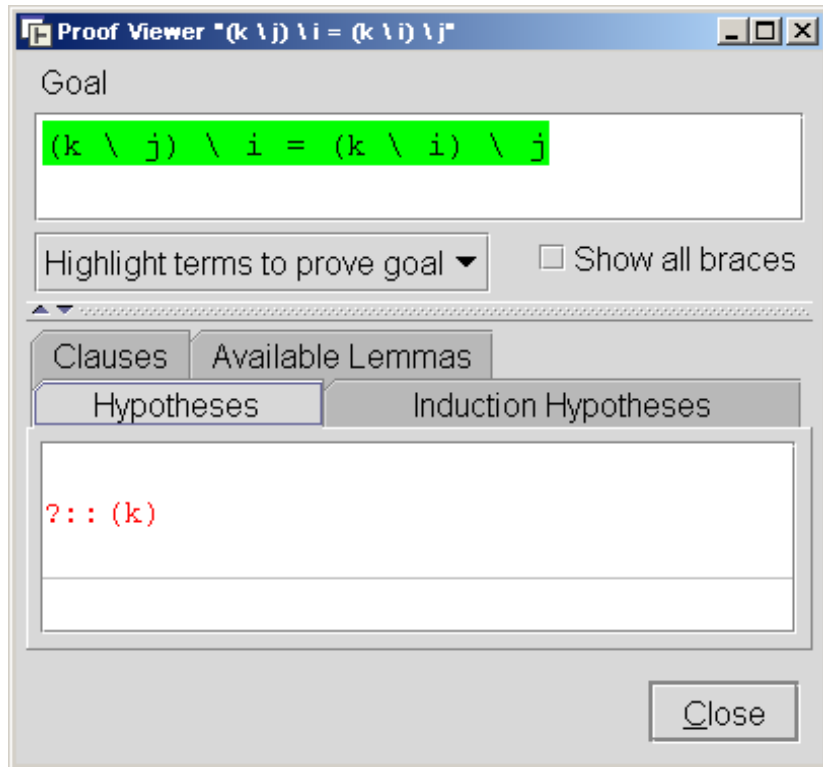 Proof Viewer "(k \ j) \ i = (k \ i) \ j"
Goal
(k \ j) \ i = (k \ i) \ j
Highlight terms to prove goal
Show all braces
Clauses
Available Lemmas
Hypotheses
Induction Hypotheses
?::(k)
Close